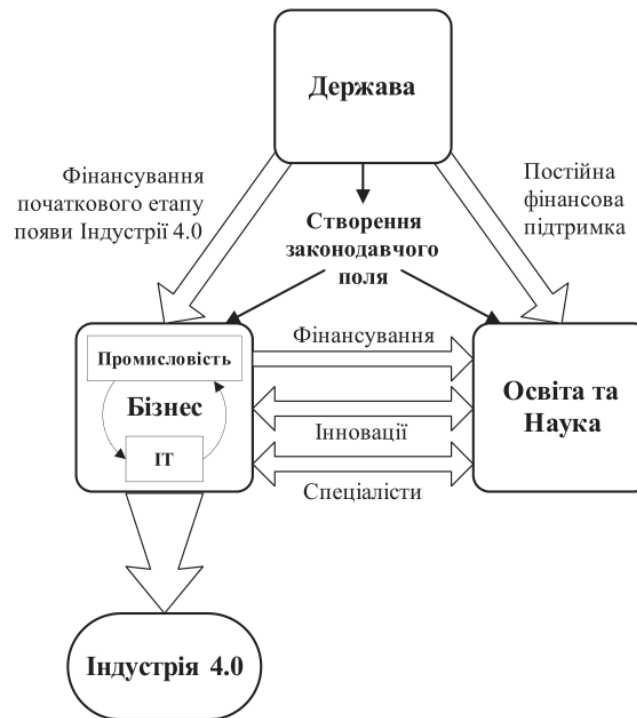 Держава
Фінансування
початкового етапу
появи Індустрії 4.0
Постійна
фінансова
підтримка
Створення
законодавчого
поля
Промисловість
Бізнес
ІТ
Фінансування
Інновації
Спеціалісти
Освіта та
Наука
Індустрія 4.0